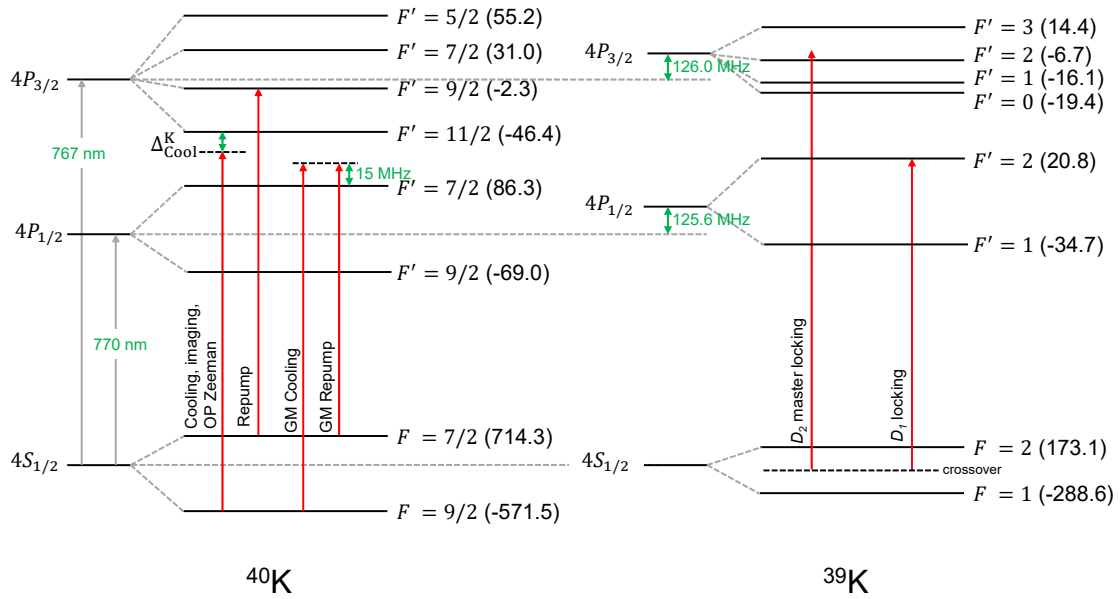 F′ = 5/2 (55.2)
F′ = 7/2 (31.0)
4P3/2
F′ = 9/2 (-2.3)
F′ = 11/2 (-46.4)
Δ^K_Cool
767 nm
15 MHz
F′ = 7/2 (86.3)
4P1/2
F′ = 9/2 (-69.0)
770 nm
Cooling, imaging,
OP Zeeman
Repump
GM Cooling
GM Repump
F = 7/2 (714.3)
4S1/2
F = 9/2 (-571.5)
⁴⁰K
F′ = 3 (14.4)
4P3/2
F′ = 2 (-6.7)
126.0 MHz
F′ = 1 (-16.1)
F′ = 0 (-19.4)
F′ = 2 (20.8)
4P1/2
125.6 MHz
F′ = 1 (-34.7)
D2 master locking
D1 locking
F = 2 (173.1)
4S1/2
crossover
F = 1 (-288.6)
³⁹K